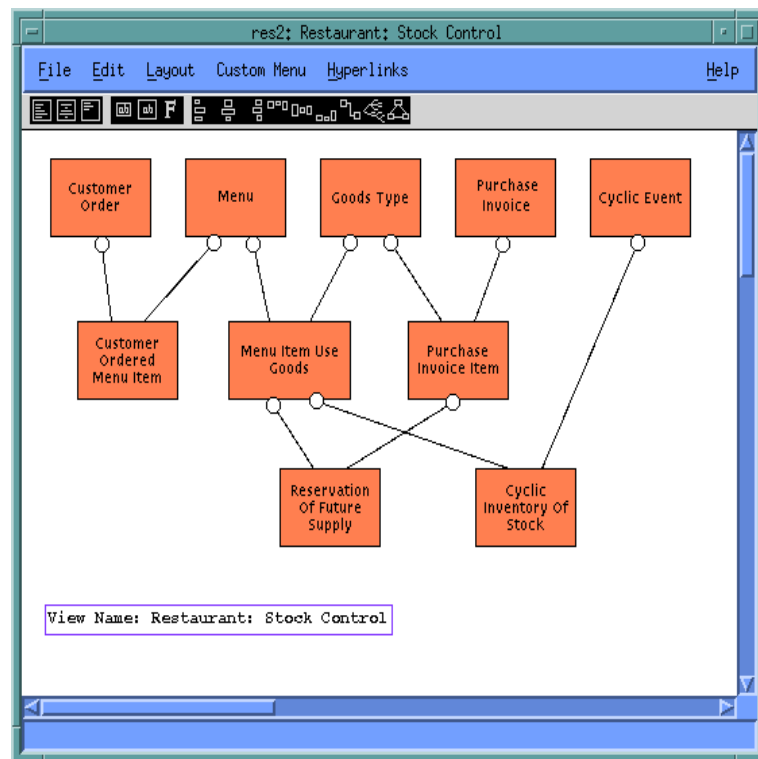 res2: Restaurant: Stock Control
File Edit Layout Custom Menu Hyperlinks Help
ab ab F
Customer
Order
Menu
Goods Type
Purchase
Invoice
Cyclic Event
Customer
Ordered
Menu Item
Menu Item Use
Goods
Purchase
Invoice Item
Reservation
Of Future
Supply
Cyclic
Inventory Of
Stock
View Name: Restaurant: Stock Control